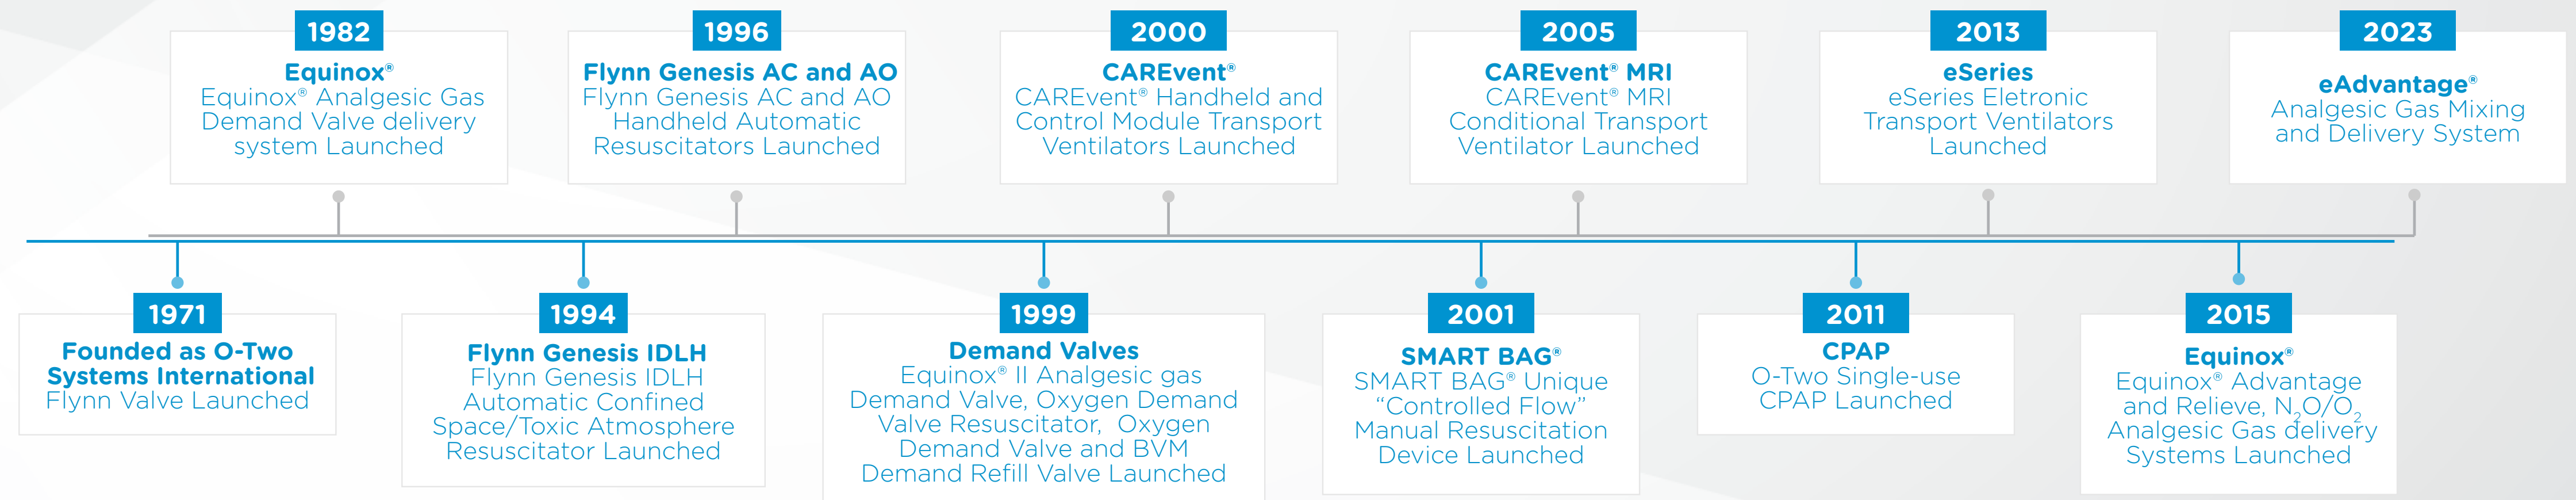 1982
Equinox®
Equinox® Analgesic Gas
Demand Valve delivery
system Launched
1996
Flynn Genesis AC and AO
Flynn Genesis AC and AO
Handheld Automatic
Resuscitators Launched
2000
CAREvent®
CAREvent® Handheld and
Control Module Transport
Ventilators Launched
2005
CAREvent® MRI
CAREvent® MRI
Conditional Transport
Ventilator Launched
2013
eSeries
eSeries Eletronic
Transport Ventilators
Launched
2023
eAdvantage®
Analgesic Gas Mixing
and Delivery System
1971
Founded as O-Two
Systems International
Flynn Valve Launched
1994
Flynn Genesis IDLH
Flynn Genesis IDLH
Automatic Confined
Space/Toxic Atmosphere
Resuscitator Launched
1999
Demand Valves
Equinox® II Analgesic gas
Demand Valve, Oxygen Demand
Valve Resuscitator, Oxygen
Demand Valve and BVM
Demand Refill Valve Launched
2001
SMART BAG®
SMART BAG® Unique
“Controlled Flow”
Manual Resuscitation
Device Launched
2011
CPAP
O-Two Single-use
CPAP Launched
2015
Equinox®
Equinox® Advantage
and Relieve, N₂O/O₂
Analgesic Gas delivery
Systems Launched